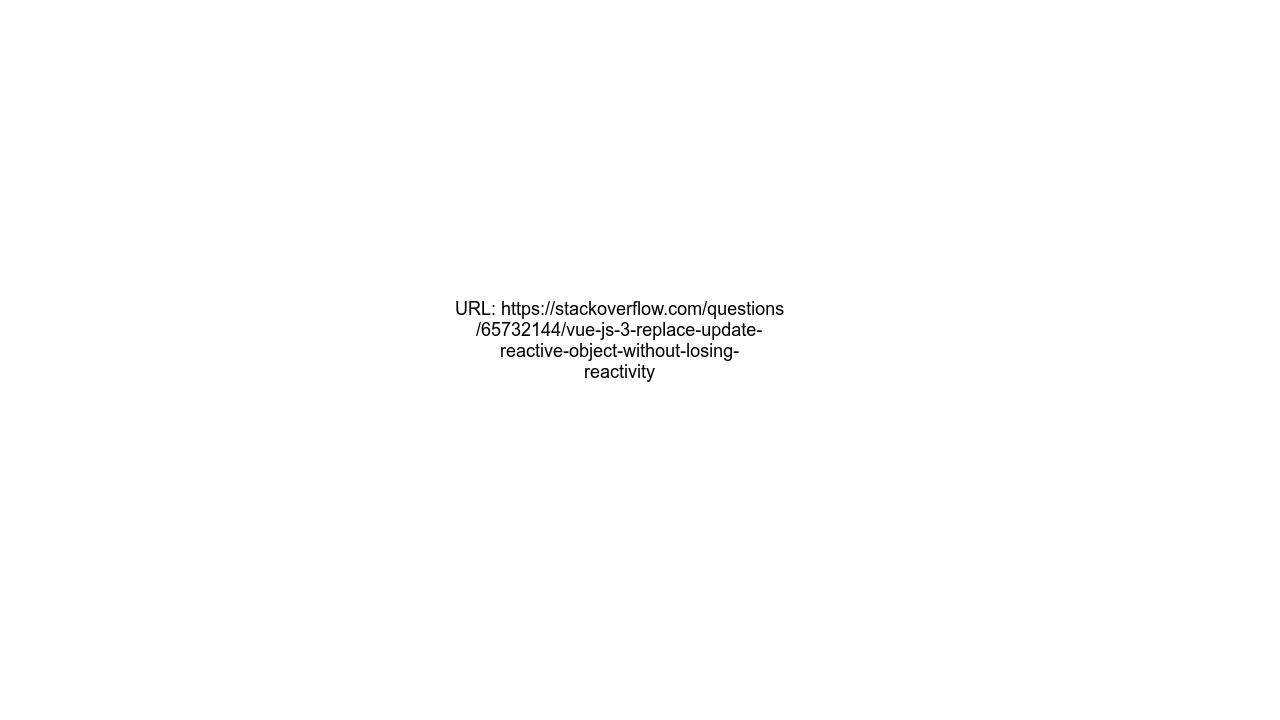 URL: https://stackoverflow.com/questions
/65732144/vue-js-3-replace-update-
reactive-object-without-losing-
reactivity